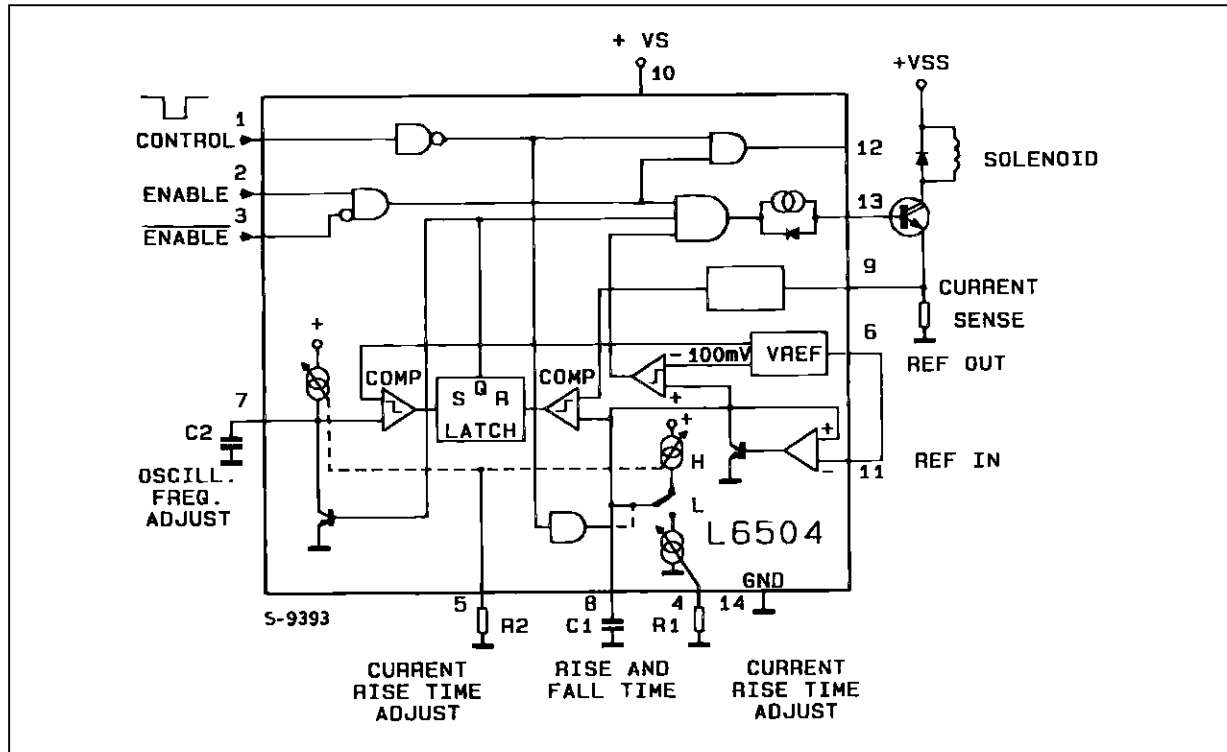 + VS
10
+VSS
1
CONTROL
12
SOLENOID
2
ENABLE
3
ENABLE
13
9
CURRENT
SENSE
6
REF OUT
+
- 100mV
VREF
COMP
S Q R
LATCH
COMP
+
+
+
-
7
C2
OSCILL.
FREQ.
ADJUST
H
L
11
REF IN
L6504
GND
S-9393
5
R2
8
C1
4
R1
14
CURRENT
RISE TIME
ADJUST
RISE AND
FALL TIME
CURRENT
RISE TIME
ADJUST